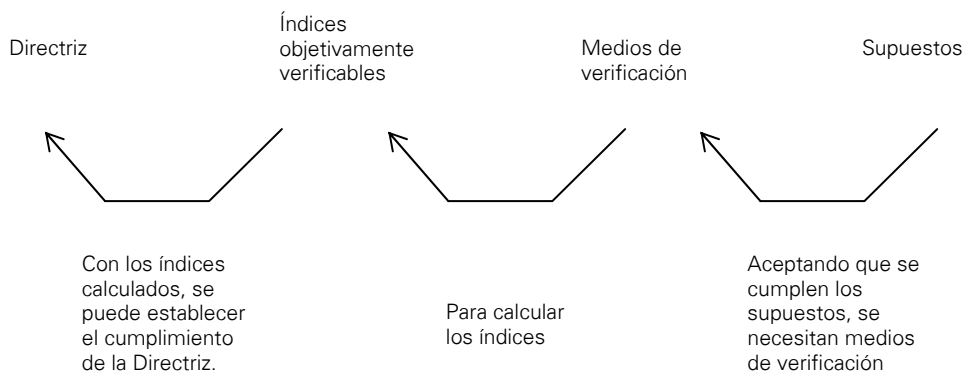 Directriz
Índices
objetivamente
verificables
Medios de
verificación
Supuestos
Con los índices
calculados, se
puede establecer
el cumplimiento
de la Directriz.
Para calcular
los índices
Aceptando que se
cumplen los
supuestos, se
necesitan medios
de verificación